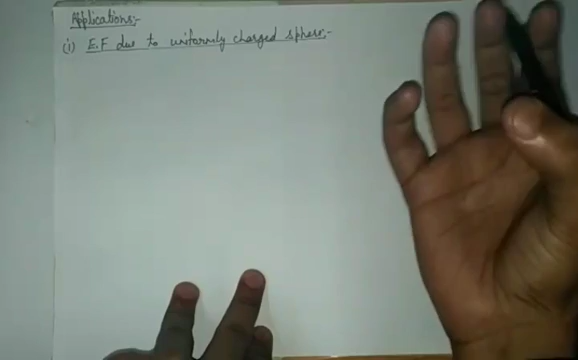 Applications:-
(i) E.F due to uniformly charged sphere:-